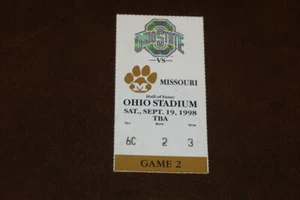 OHIO STATE
VS
MISSOURI
M
Hall of Fame
OHIO STADIUM
SAT., SEPT. 19, 1998
TBA
6C 2 3
GAME 2